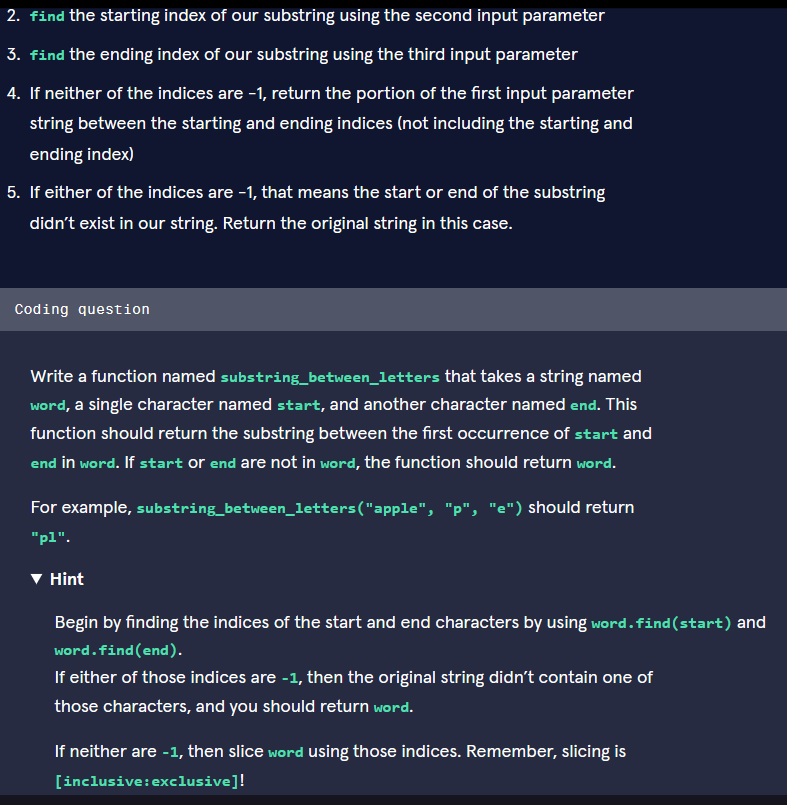 2. find the starting index of our substring using the second input parameter
3. find the ending index of our substring using the third input parameter
4. If neither of the indices are -1, return the portion of the first input parameter
string between the starting and ending indices (not including the starting and
ending index)
5. If either of the indices are -1, that means the start or end of the substring
didn’t exist in our string. Return the original string in this case.
Coding question
Write a function named substring_between_letters that takes a string named
word, a single character named start, and another character named end. This
function should return the substring between the first occurrence of start and
end in word. If start or end are not in word, the function should return word.
For example, substring_between_letters("apple", "p", "e") should return
"pl".
▼ Hint
Begin by finding the indices of the start and end characters by using word.find(start) and
word.find(end).
If either of those indices are -1, then the original string didn’t contain one of
those characters, and you should return word.
If neither are -1, then slice word using those indices. Remember, slicing is
[inclusive:exclusive]!